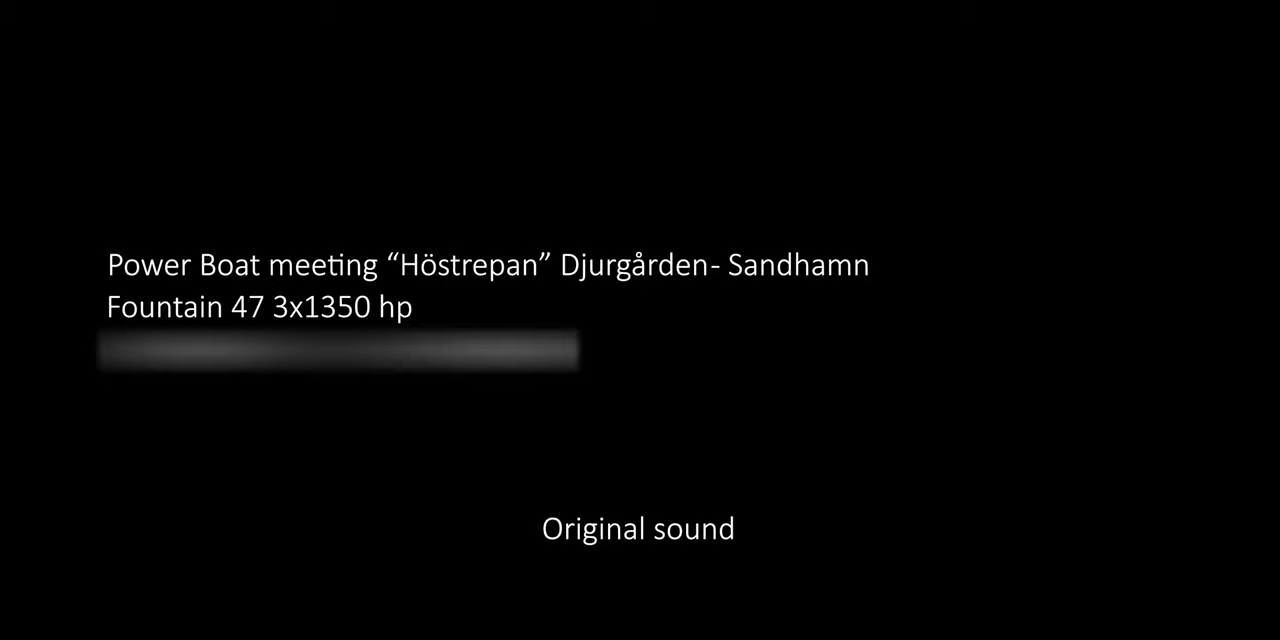 Power Boat meeting “Höstrepan” Djurgården- Sandhamn
Fountain 47 3x1350 hp
Original sound